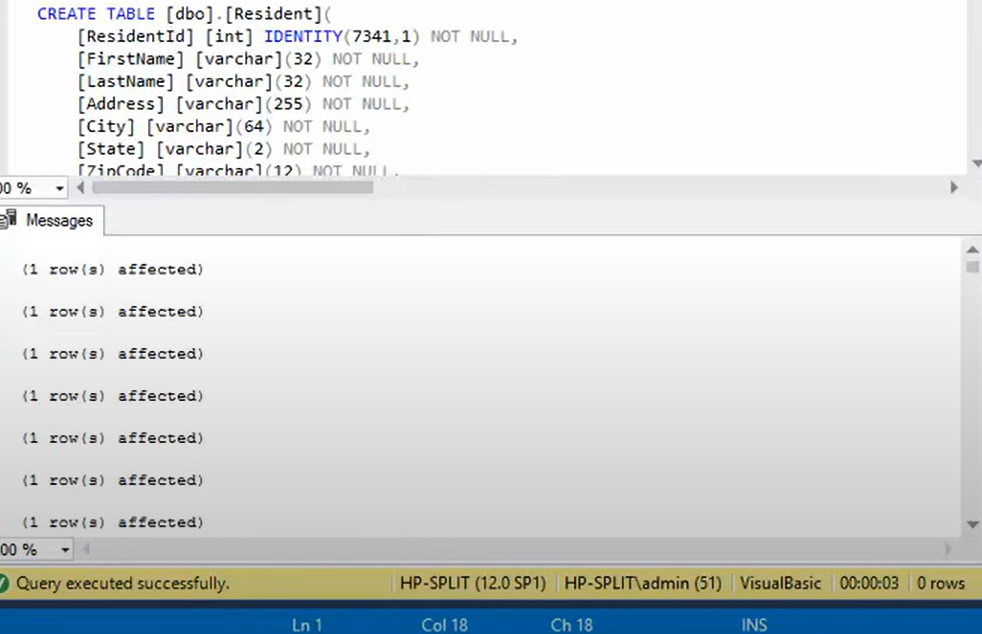 CREATE TABLE [dbo].[Resident](
[ResidentId] [int] IDENTITY(7341,1) NOT NULL,
[FirstName] [varchar](32) NOT NULL,
[LastName] [varchar](32) NOT NULL,
[Address] [varchar](255) NOT NULL,
[City] [varchar](64) NOT NULL,
[State] [varchar](2) NOT NULL,
[ZipCode] [varchar](12) NOT NULL,
00 %
Messages
(1 row(s) affected)
(1 row(s) affected)
(1 row(s) affected)
(1 row(s) affected)
(1 row(s) affected)
(1 row(s) affected)
(1 row(s) affected)
00 %
Query executed successfully. HP-SPLIT (12.0 SP1) HP-SPLIT\admin (51) VisualBasic 00:00:03 0 rows
Ln 1 Col 18 Ch 18 INS